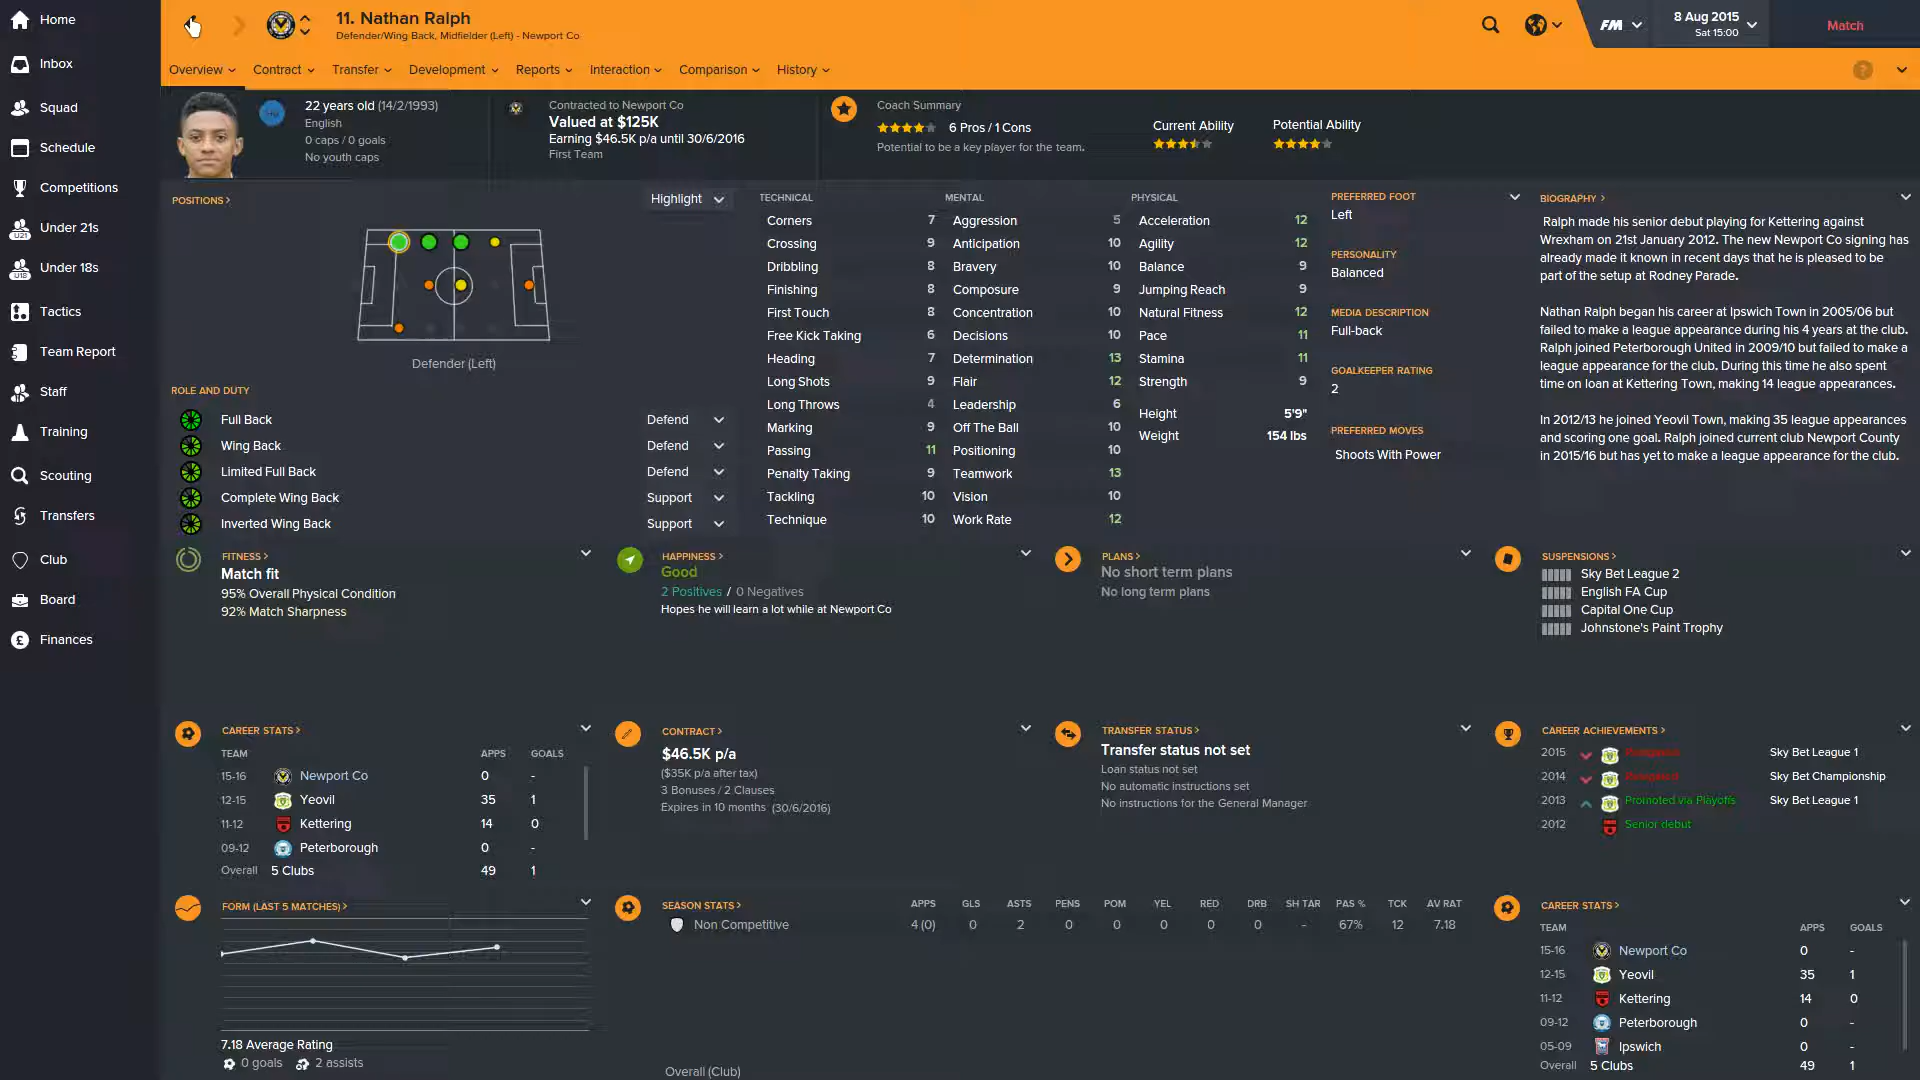 Home
Inbox
Squad
Schedule
Competitions
Under 21s
Under 18s
Tactics
Team Report
Staff
Training
Scouting
Transfers
Club
Board
Finances
11. Nathan Ralph
Defender/Wing Back, Midfielder (Left) - Newport Co
FM
8 Aug 2015
Sat 15:00
Match
Overview Contract Transfer Development Reports Interaction Comparison History
22 years old (14/2/1993)
English
0 caps / 0 goals
No youth caps
Contracted to Newport Co
Valued at $125K
Earning $46.5K p/a until 30/6/2016
First Team
Coach Summary
6 Pros / 1 Cons
Potential to be a key player for the team.
Current Ability
Potential Ability
POSITIONS >
Highlight
Defender (Left)
ROLE AND DUTY
Full Back Defend
Wing Back Defend
Limited Full Back Defend
Complete Wing Back Support
Inverted Wing Back Support
TECHNICAL
Corners 7
Crossing 9
Dribbling 8
Finishing 8
First Touch 8
Free Kick Taking 6
Heading 7
Long Shots 9
Long Throws 4
Marking 9
Passing 11
Penalty Taking 9
Tackling 10
Technique 10
MENTAL
Aggression 5
Anticipation 10
Bravery 10
Composure 9
Concentration 10
Decisions 10
Determination 13
Flair 12
Leadership 6
Off The Ball 10
Positioning 10
Teamwork 13
Vision 10
Work Rate 12
PHYSICAL
Acceleration 12
Agility 12
Balance 9
Jumping Reach 9
Natural Fitness 12
Pace 11
Stamina 11
Strength 9
Height 5'9"
Weight 154 lbs
PREFERRED FOOT
Left
PERSONALITY
Balanced
MEDIA DESCRIPTION
Full-back
GOALKEEPER RATING
2
PREFERRED MOVES
Shoots With Power
BIOGRAPHY >
Ralph made his senior debut playing for Kettering against
Wrexham on 21st January 2012. The new Newport Co signing has
already made it known in recent days that he is pleased to be
part of the setup at Rodney Parade.
Nathan Ralph began his career at Ipswich Town in 2005/06 but
failed to make a league appearance during his 4 years at the club.
Ralph joined Peterborough United in 2009/10 but failed to make a
league appearance for the club. During this time he also spent
time on loan at Kettering Town, making 14 league appearances.
In 2012/13 he joined Yeovil Town, making 35 league appearances
and scoring one goal. Ralph joined current club Newport County
in 2015/16 but has yet to make a league appearance for the club.
FITNESS >
Match fit
95% Overall Physical Condition
92% Match Sharpness
HAPPINESS >
Good
2 Positives / 0 Negatives
Hopes he will learn a lot while at Newport Co
PLANS >
No short term plans
No long term plans
SUSPENSIONS >
Sky Bet League 2
English FA Cup
Capital One Cup
Johnstone's Paint Trophy
CAREER STATS >
TEAM APPS GOALS
15-16 Newport Co 0 -
12-15 Yeovil 35 1
11-12 Kettering 14 0
09-12 Peterborough 0 -
Overall 5 Clubs 49 1
CONTRACT >
$46.5K p/a
($35K p/a after tax)
3 Bonuses / 2 Clauses
Expires in 10 months (30/6/2016)
TRANSFER STATUS >
Transfer status not set
Loan status not set
No automatic instructions set
No instructions for the General Manager
CAREER ACHIEVEMENTS >
2015 Relegated Sky Bet League 1
2014 Relegated Sky Bet Championship
2013 Promoted via Playoffs Sky Bet League 1
2012 Senior debut
FORM (LAST 5 MATCHES) >
7.18 Average Rating
0 goals 2 assists
SEASON STATS > APPS GLS ASTS PENS POM YEL RED DRB SH TAR PAS % TCK AV RAT
Non Competitive 4 (0) 0 2 0 0 0 0 0 - 67% 12 7.18
Overall (Club)
CAREER STATS >
TEAM APPS GOALS
15-16 Newport Co 0 -
12-15 Yeovil 35 1
11-12 Kettering 14 0
09-12 Peterborough 0 -
05-09 Ipswich 0 -
Overall 5 Clubs 49 1